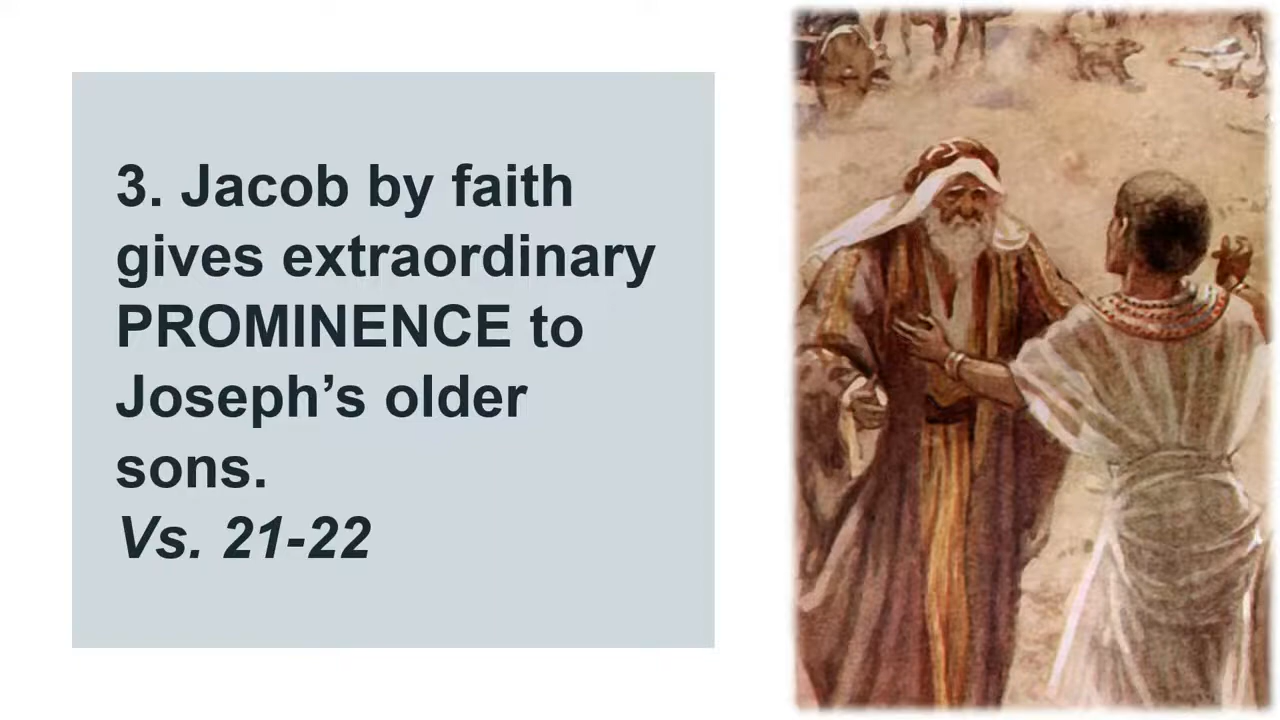 3. Jacob by faith
gives extraordinary
PROMINENCE to
Joseph’s older
sons.
Vs. 21-22